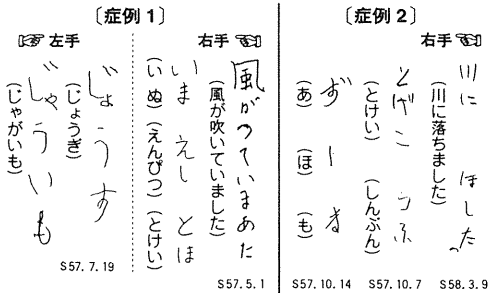 〔症例1〕
〔症例2〕
左手
じゃういも
(じゃがいも)
じょうす
(じょうぎ)
S57.7.19
右手
風がつていまあた
(風が吹いていました)
いま えし とほ
(いぬ)(えんぴつ)(とけい)
S57.5.1
右手
川に ほした
(川に落ちました)
とげこ うふ
(とけい) (しんぶん)
ず ー す
(あ) (ほ) (も)
S57.10.14
S57.10.7
S58.3.9